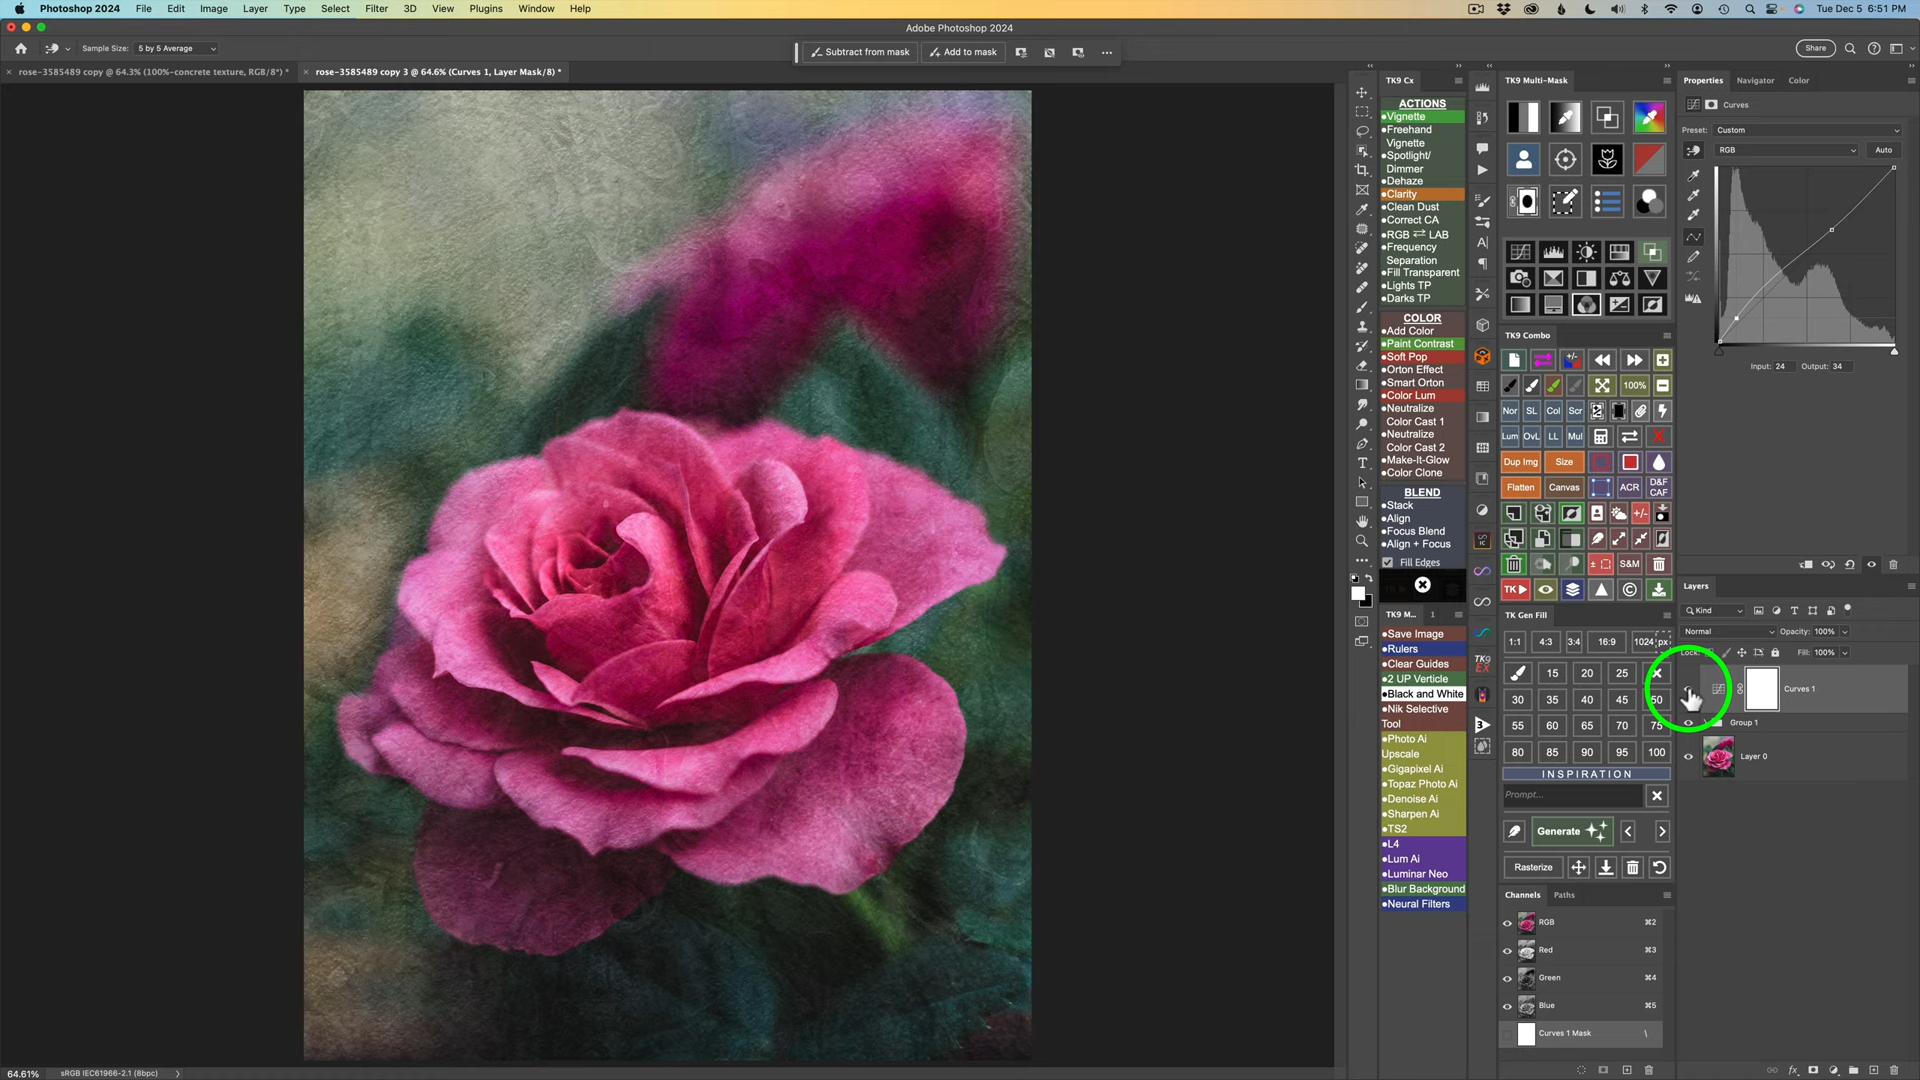 Photoshop 2024 File Edit Image Layer Type Select Filter 3D View Plugins Window Help
Tue Dec 5 6:51 PM
Adobe Photoshop 2024
Sample Size: 5 by 5 Average
Subtract from mask Add to mask
Share
rose-3585489 copy @ 64.3% (100%-concrete texture, RGB/8*) *
rose-3585489 copy 3 @ 64.6% (Curves 1, Layer Mask/8) *
TK9 Cx
ACTIONS
●Vignette
●Freehand
Vignette
●Spotlight/
Dimmer
●Dehaze
●Clarity
●Clean Dust
●Correct CA
●RGB ⇄ LAB
●Frequency
Separation
●Fill Transparent
●Lights TP
●Darks TP
COLOR
●Add Color
●Paint Contrast
●Soft Pop
●Orton Effect
●Smart Orton
●Color Lum
●Neutralize
Color Cast 1
●Neutralize
Color Cast 2
●Make-It-Glow
●Color Clone
BLEND
●Stack
●Align
●Focus Blend
●Align + Focus
Fill Edges
TK9 M... 1
●Save Image
●Rulers
●Clear Guides
●2 UP Verticle
●Black and White
●Nik Selective
Tool
●Photo Ai
Upscale
●Gigapixel Ai
●Topaz Photo Ai
●Denoise Ai
●Sharpen Ai
●TS2
●L4
●Lum Ai
●Luminar Neo
●Blur Background
●Neural Filters
TK9 Multi-Mask
TK9 Combo
100%
Nor SL Col Scr
Lum OvL LL Mul
Dup Img Size
Flatten Canvas ACR D&F
CAF
S&M
TK
TK Gen Fill
1:1 4:3 3:4 16:9 1024 px
15 20 25
30 35 40 45 50
55 60 65 70 75
80 85 90 95 100
INSPIRATION
Prompt...
Generate
Rasterize
Channels Paths
RGB ⌘2
Red ⌘3
Green ⌘4
Blue ⌘5
Curves 1 Mask \
Properties Navigator Color
Curves
Preset: Custom
RGB Auto
Input: 24 Output: 34
Layers
Kind
Normal Opacity: 100%
Lock: Fill: 100%
Curves 1
Group 1
Layer 0
64.61% sRGB IEC61966-2.1 (8bpc)